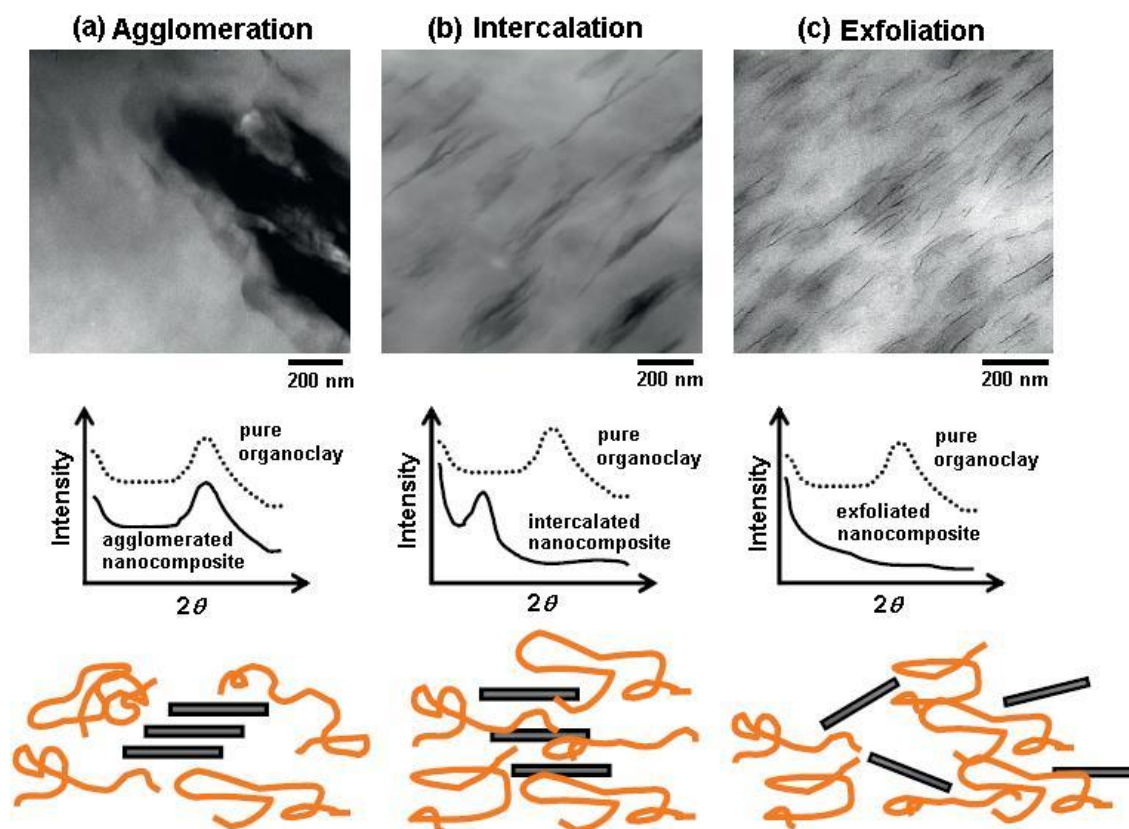 (a) Agglomeration
(b) Intercalation
(c) Exfoliation
200 nm
200 nm
200 nm
Intensity
pure
organoclay
agglomerated
nanocomposite
2θ
Intensity
pure
organoclay
intercalated
nanocomposite
2θ
Intensity
pure
organoclay
exfoliated
nanocomposite
2θ